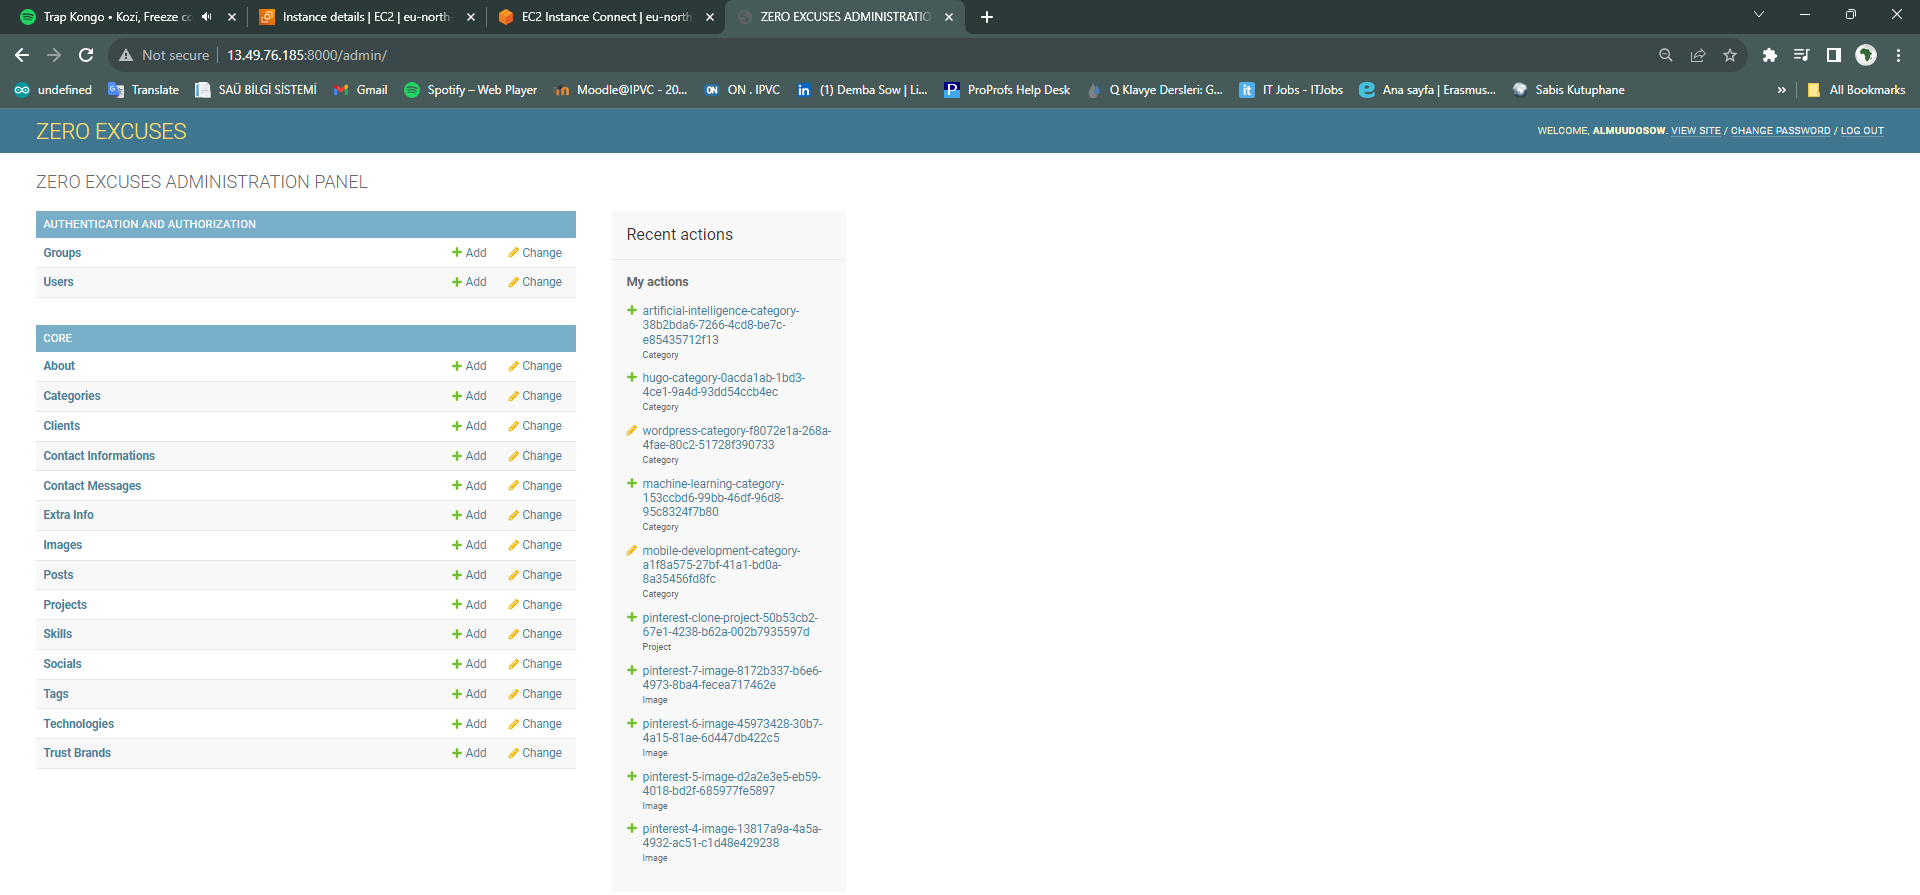 Trap Kongo • Kozi, Freeze co
Instance details | EC2 | eu-north-
EC2 Instance Connect | eu-north
ZERO EXCUSES ADMINISTRATIO
Not secure
13.49.76.185:8000/admin/
undefined
Translate
SAÜ BİLGİ SİSTEMİ
Gmail
Spotify – Web Player
Moodle@IPVC - 20...
ON . IPVC
(1) Demba Sow | Li...
ProProfs Help Desk
Q Klavye Dersleri: G...
IT Jobs - ITJobs
Ana sayfa | Erasmus...
Sabis Kutuphane
All Bookmarks
ZERO EXCUSES
WELCOME, ALMUUDOSOW. VIEW SITE / CHANGE PASSWORD / LOG OUT
ZERO EXCUSES ADMINISTRATION PANEL
AUTHENTICATION AND AUTHORIZATION
Groups Add Change
Users Add Change
CORE
About Add Change
Categories Add Change
Clients Add Change
Contact Informations Add Change
Contact Messages Add Change
Extra Info Add Change
Images Add Change
Posts Add Change
Projects Add Change
Skills Add Change
Socials Add Change
Tags Add Change
Technologies Add Change
Trust Brands Add Change
Recent actions
My actions
artificial-intelligence-category-
38b2bda6-7266-4cd8-be7c-
e85435712f13
Category
hugo-category-0acda1ab-1bd3-
4ce1-9a4d-93dd54ccb4ec
Category
wordpress-category-f8072e1a-268a-
4fae-80c2-51728f390733
Category
machine-learning-category-
153ccbd6-99bb-46df-96d8-
95c8324f7b80
Category
mobile-development-category-
a1f8a575-27bf-41a1-bd0a-
8a35456fd8fc
Category
pinterest-clone-project-50b53cb2-
67e1-4238-b62a-002b7935597d
Project
pinterest-7-image-8172b337-b6e6-
4973-8ba4-fecea717462e
Image
pinterest-6-image-45973428-30b7-
4a15-81ae-6d447db422c5
Image
pinterest-5-image-d2a2e3e5-eb59-
4018-bd2f-685977fe5897
Image
pinterest-4-image-13817a9a-4a5a-
4932-ac51-c1d48e429238
Image